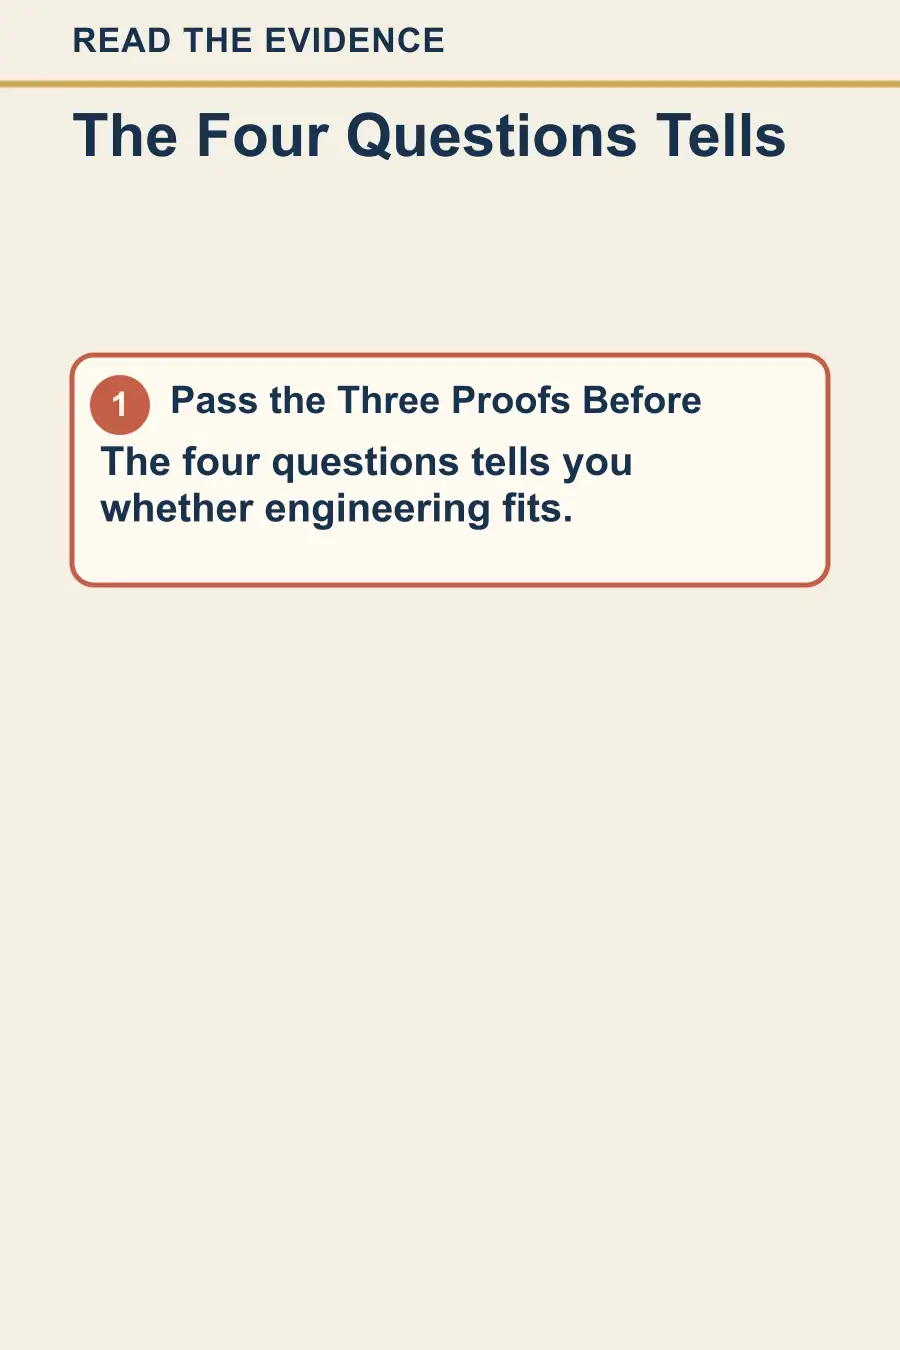 READ THE EVIDENCE
The Four Questions Tells
1 Pass the Three Proofs Before
The four questions tells you
whether engineering fits.